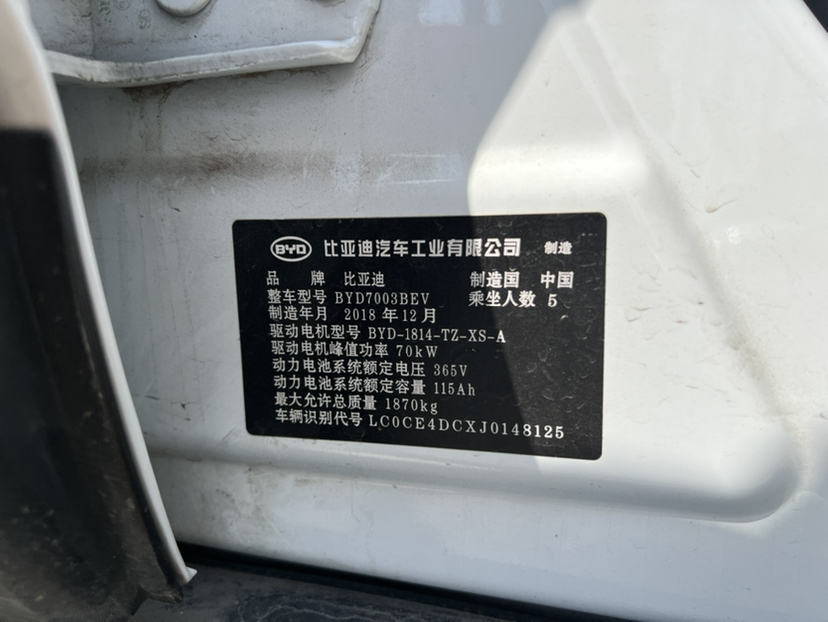 BYD 比亚迪汽车工业有限公司 制造
品 牌 比亚迪 制造国 中国
整车型号 BYD7003BEV 乘坐人数 5
制造年月 2018 年 12 月
驱动电机型号 BYD-1814-TZ-XS-A
驱动电机峰值功率 70kW
动力电池系统额定电压 365V
动力电池系统额定容量 115Ah
最大允许总质量 1870kg
车辆识别代号 LC0CE4DCXJ0148125